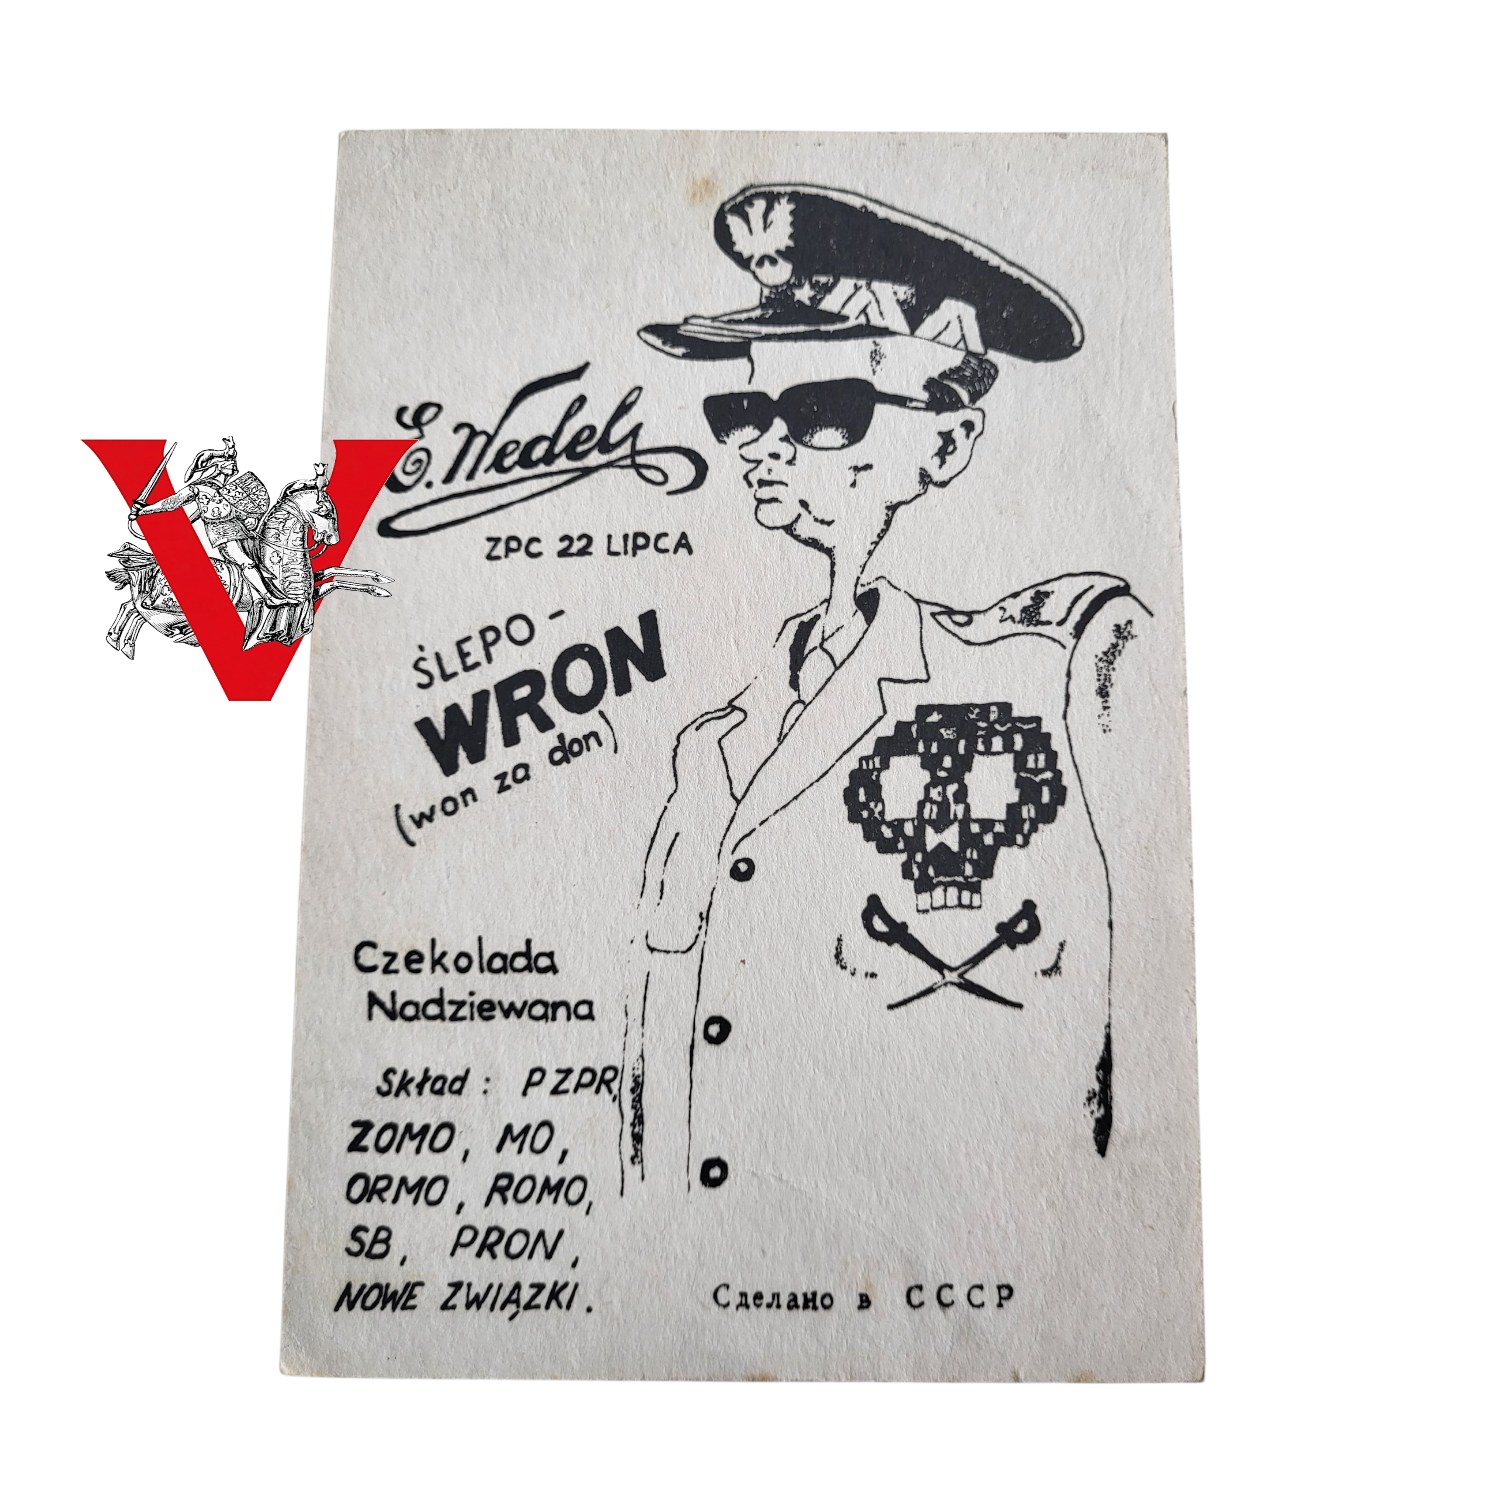 E. Wedel
ZPC 22 LIPCA
ŚLEPO-
WRON
(won za don)
Czekolada
Nadziewana
Skład: PZPR,
ZOMO, MO,
ORMO, ROMO,
SB, PRON,
NOWE ZWIĄZKI.
Сделано в СССР
V